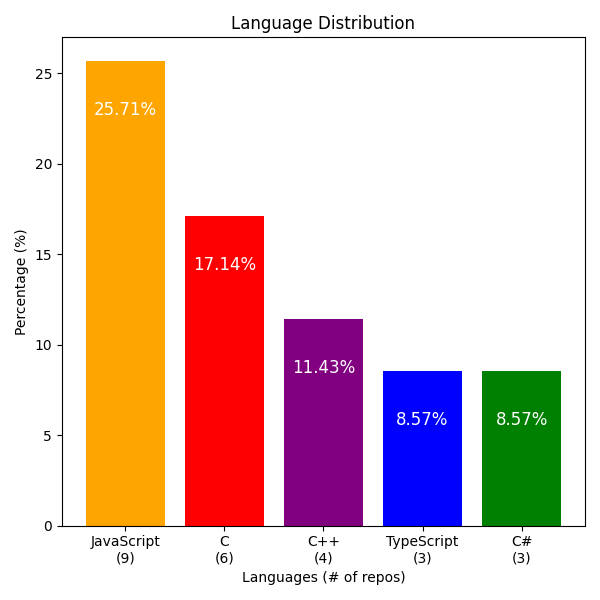 Language Distribution
Percentage (%)
25
20
15
10
5
0
25.71%
17.14%
11.43%
8.57%
8.57%
JavaScript
(9)
C
(6)
C++
(4)
TypeScript
(3)
C#
(3)
Languages (# of repos)